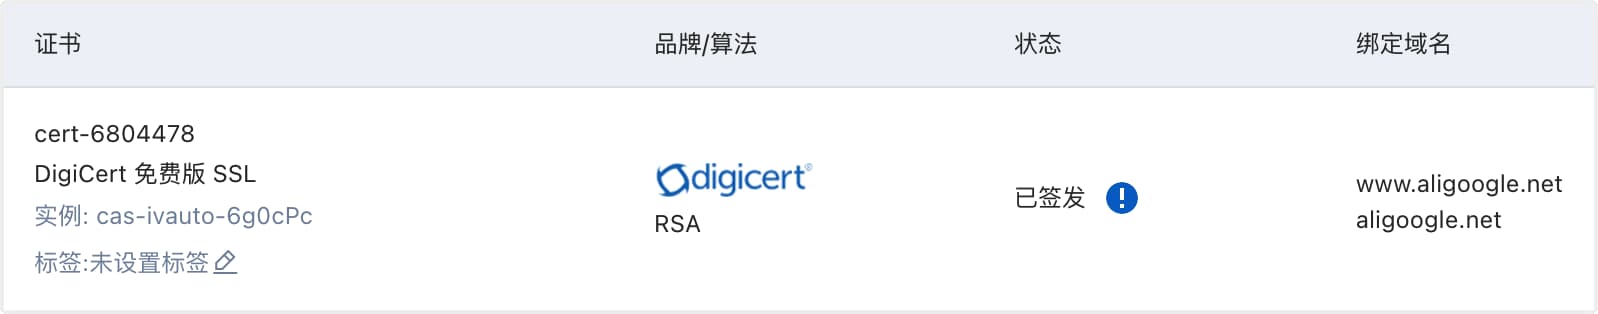 证书 品牌/算法 状态 绑定域名
cert-6804478
DigiCert 免费版 SSL
实例: cas-ivauto-6g0cPc
标签:未设置标签
digicert®
RSA
已签发
www.aligoogle.net
aligoogle.net